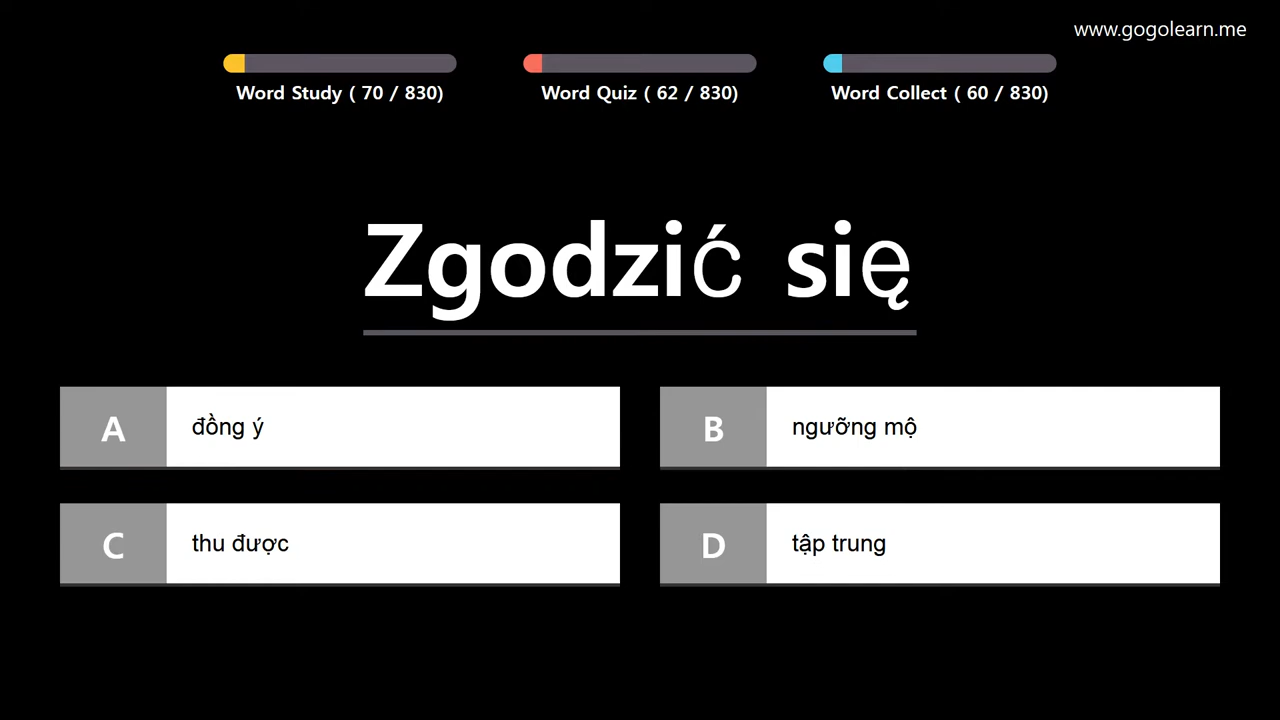 www.gogolearn.me
Word Study ( 70 / 830)
Word Quiz ( 62 / 830)
Word Collect ( 60 / 830)
Zgodzić się
A đồng ý
B ngưỡng mộ
C thu được
D tập trung